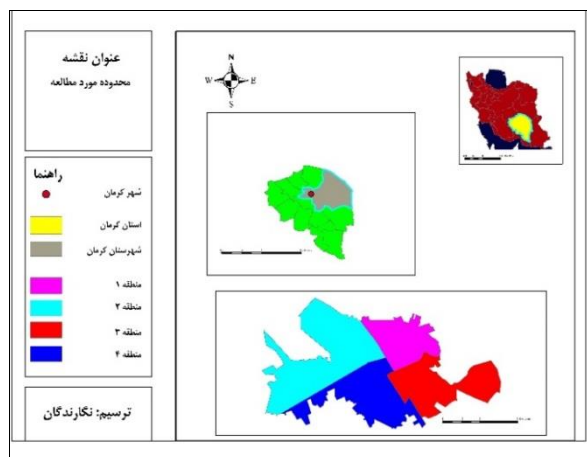 عنوان نقشه
محدوده مورد مطالعه
راهنما
شهر کرمان
استان کرمان
شهرستان کرمان
منطقه ۱
منطقه ۲
منطقه ۳
منطقه ۴
ترسیم: نگارندگان
N
W E
S